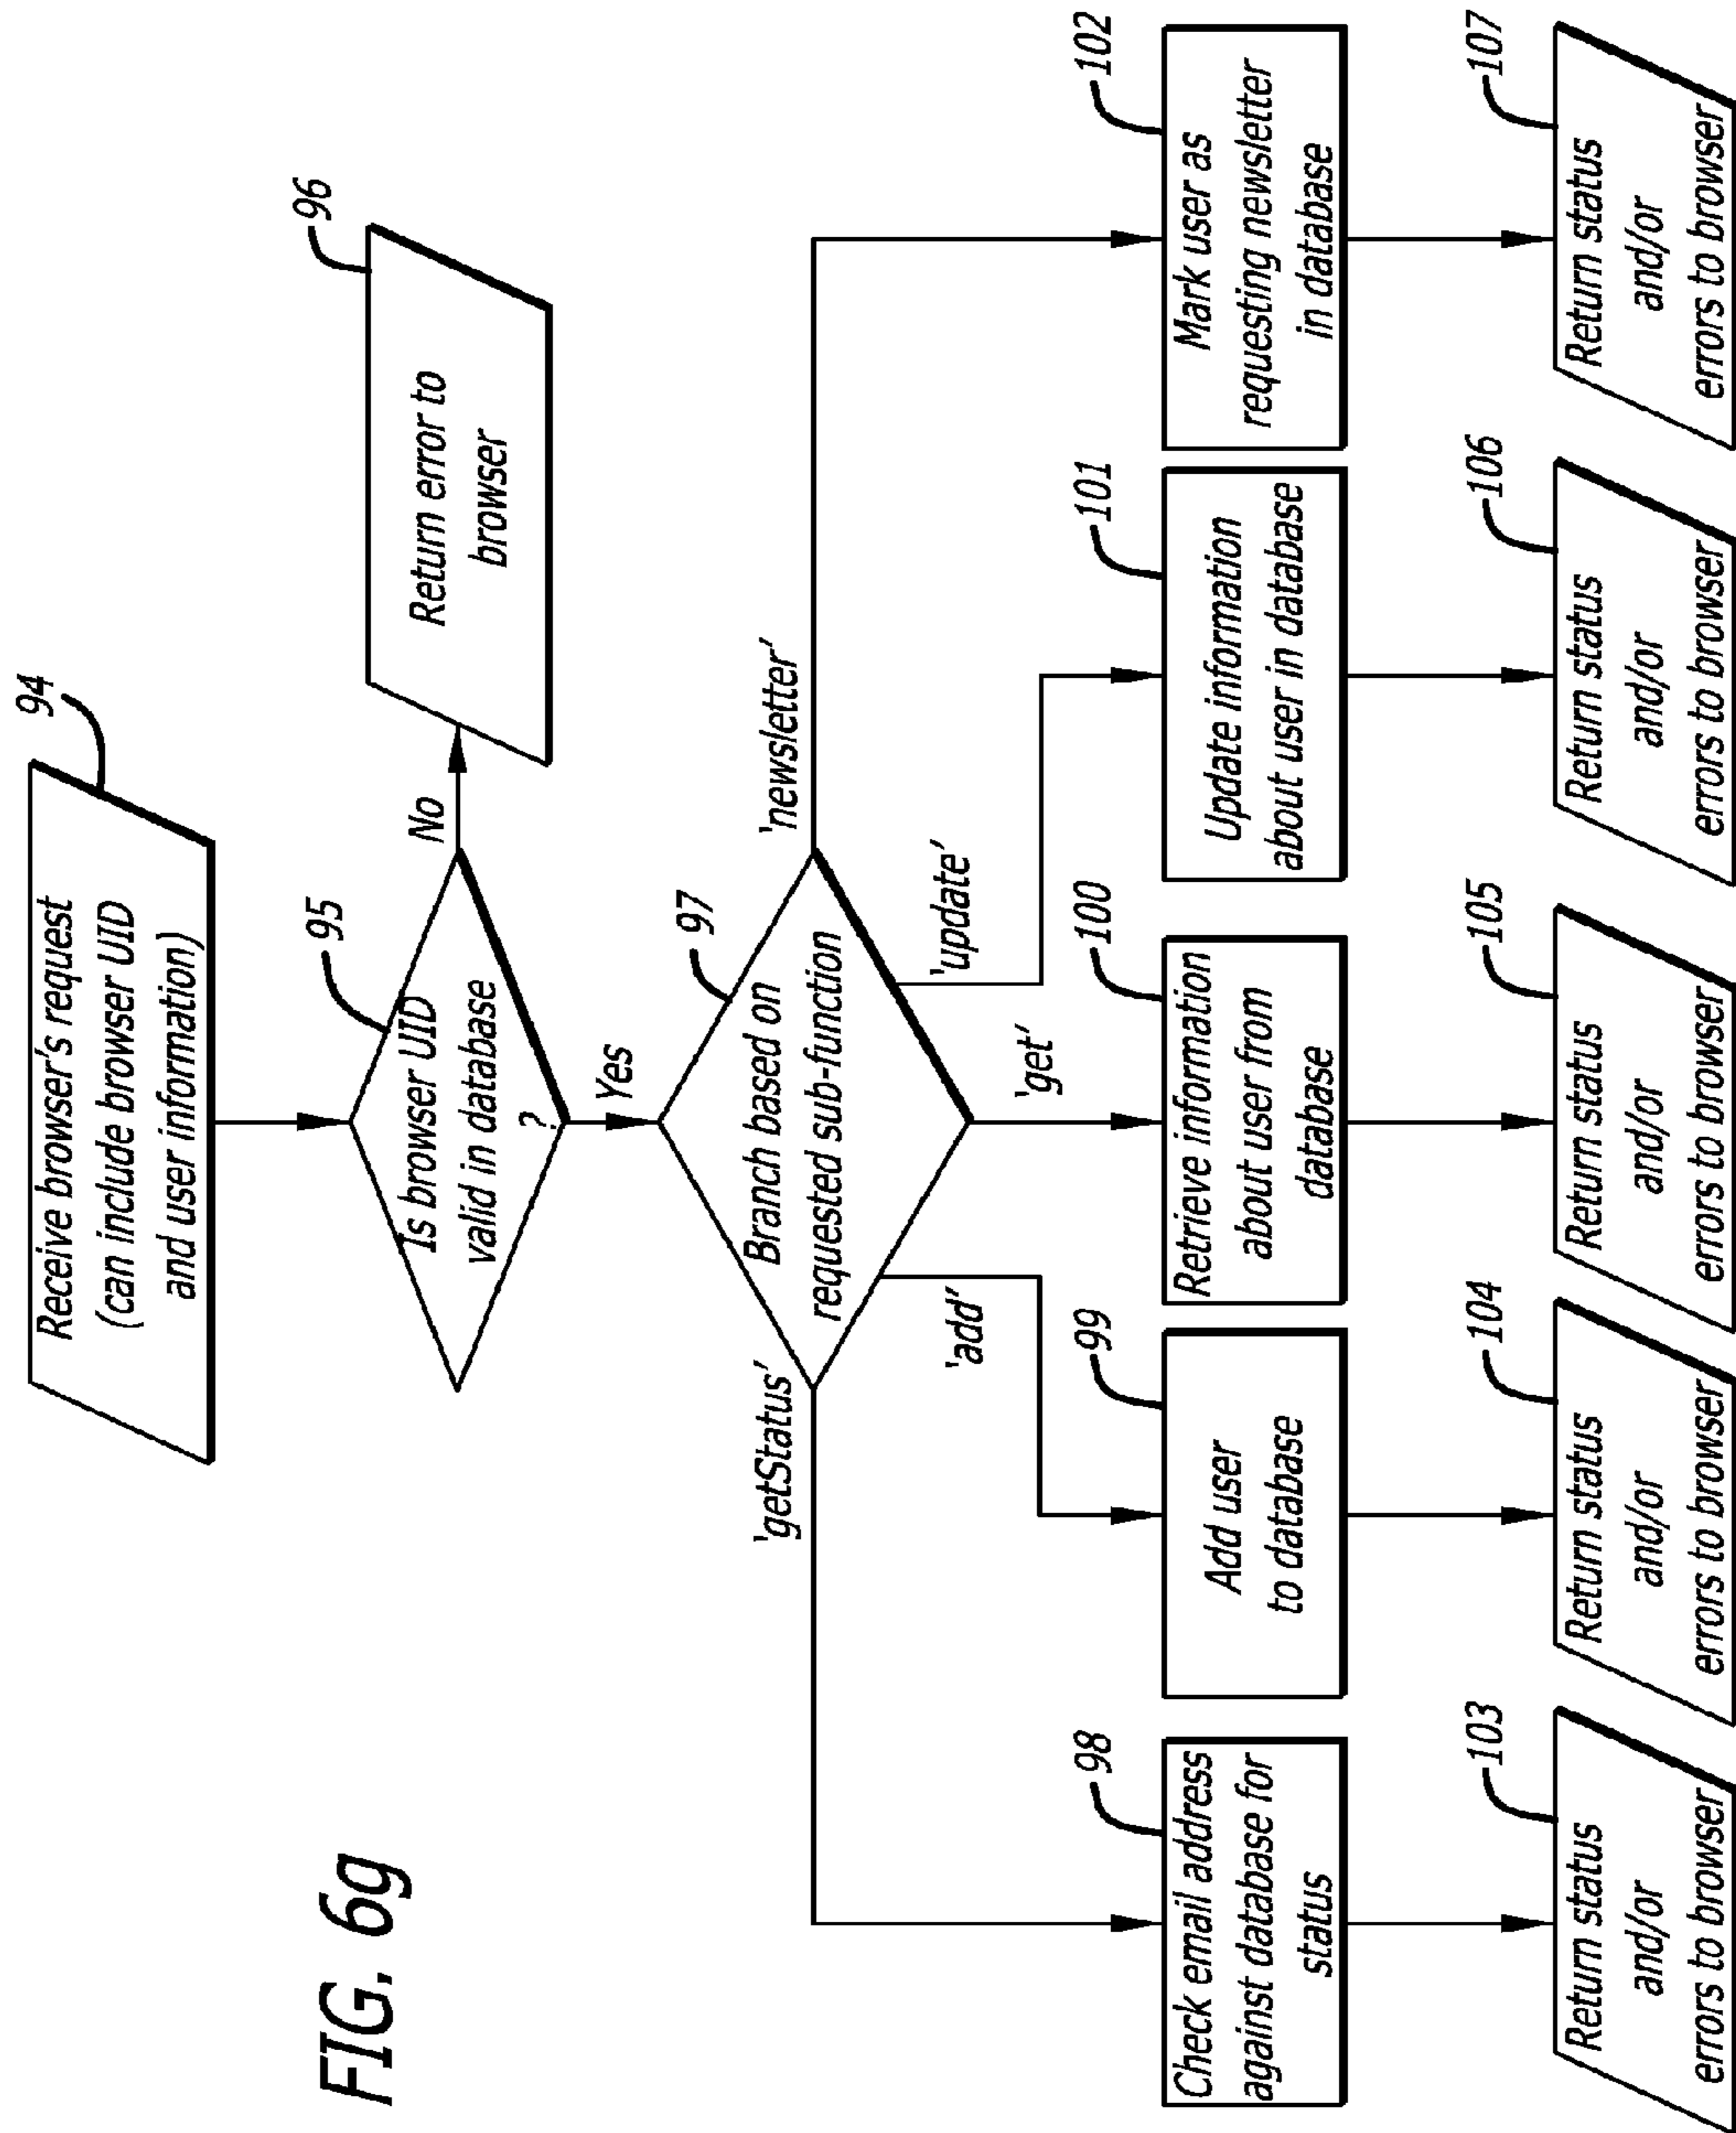 FIG. 6g
94
Receive browser's request
(can include browser UID
and user information)
95
Is browser UID
valid in database
?
No
Yes
96
Return error to
browser
97
Branch based on
requested sub-function
'getStatus'
'add'
'get'
'update'
'newsletter'
98
Check email address
against database for
status
99
Add user
to database
100
Retrieve information
about user from
database
101
Update information
about user in database
102
Mark user as
requesting newsletter
in database
103
Return status
and/or
errors to browser
104
Return status
and/or
errors to browser
105
Return status
and/or
errors to browser
106
Return status
and/or
errors to browser
107
Return status
and/or
errors to browser